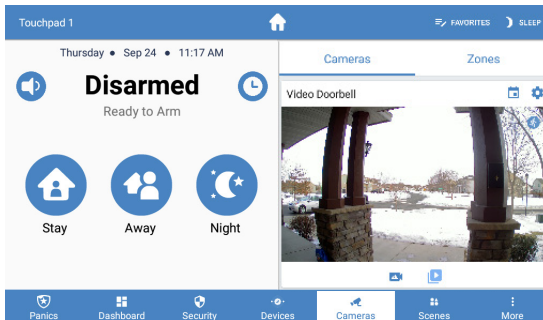 Touchpad 1
FAVORITES
SLEEP
Thursday • Sep 24 • 11:17 AM
Disarmed
Ready to Arm
Stay
Away
Night
Cameras
Zones
Video Doorbell
Panics
Dashboard
Security
Devices
Cameras
Scenes
More